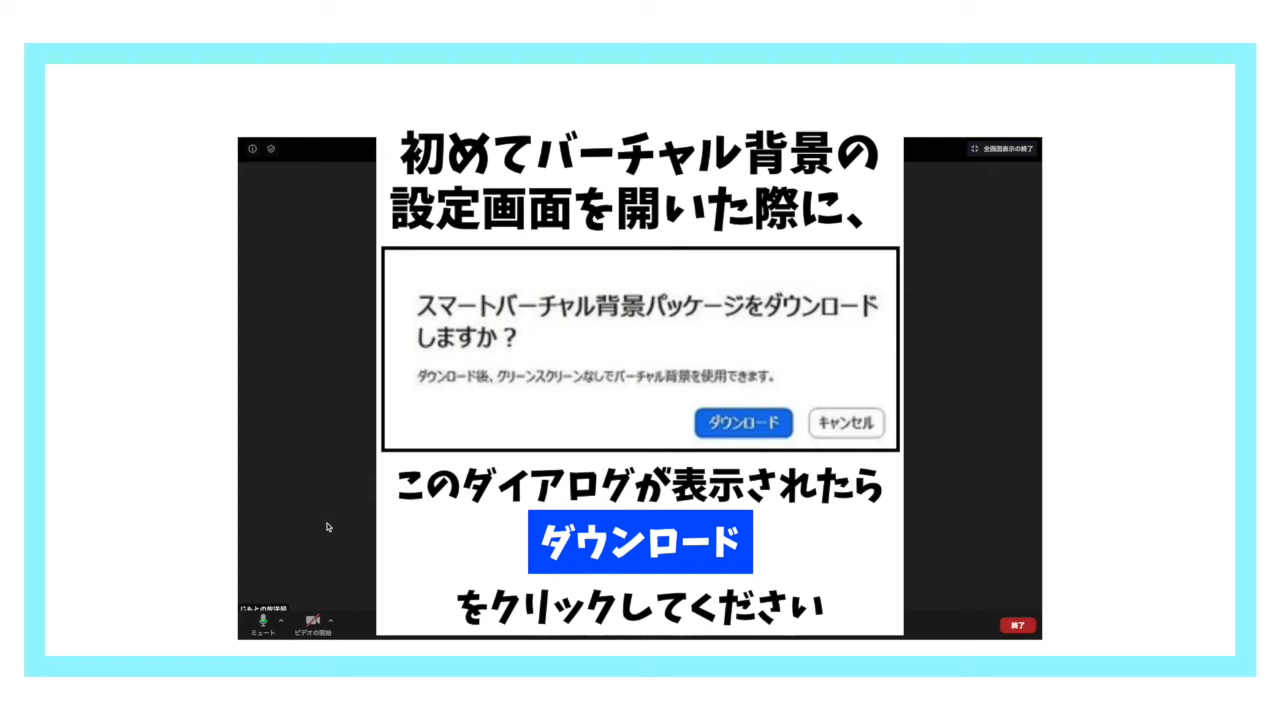 全画面表示の終了
初めてバーチャル背景の
設定画面を開いた際に、
スマートバーチャル背景パッケージをダウンロード
しますか？
ダウンロード後、グリーンスクリーンなしでバーチャル背景を使用できます。
ダウンロード
キャンセル
このダイアログが表示されたら
ダウンロード
をクリックしてください
じもとの放送局
ミュート
ビデオの開始
終了